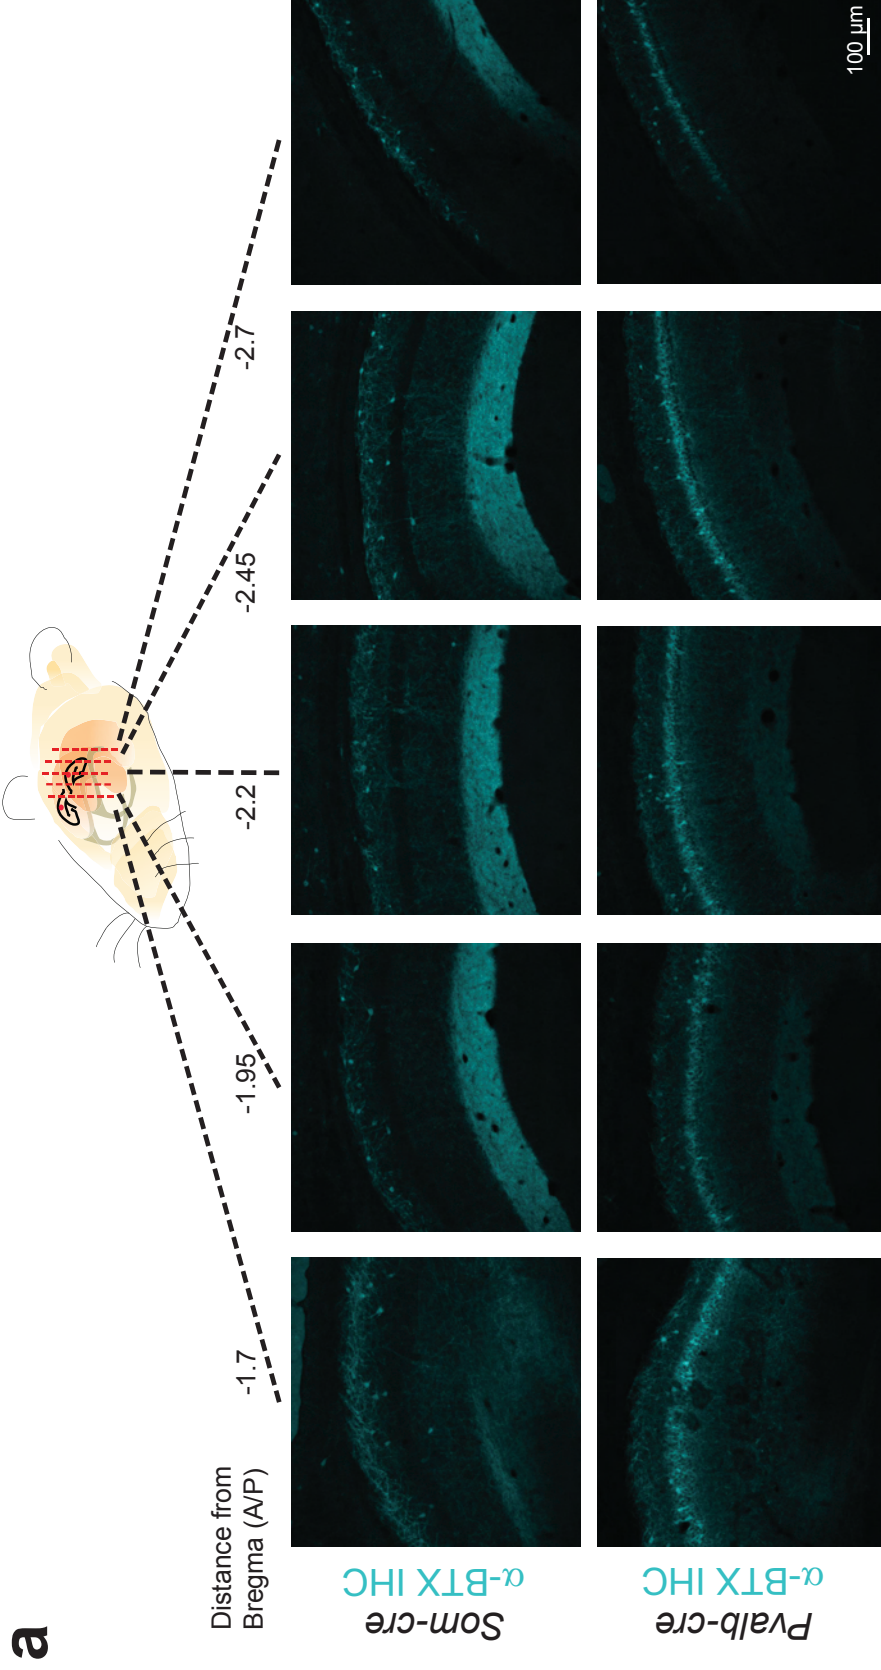 a
Distance from
Bregma (A/P)
-1.7
-1.95
-2.2
-2.45
-2.7
Som-cre
α-BTX IHC
Pvalb-cre
α-BTX IHC
100 µm